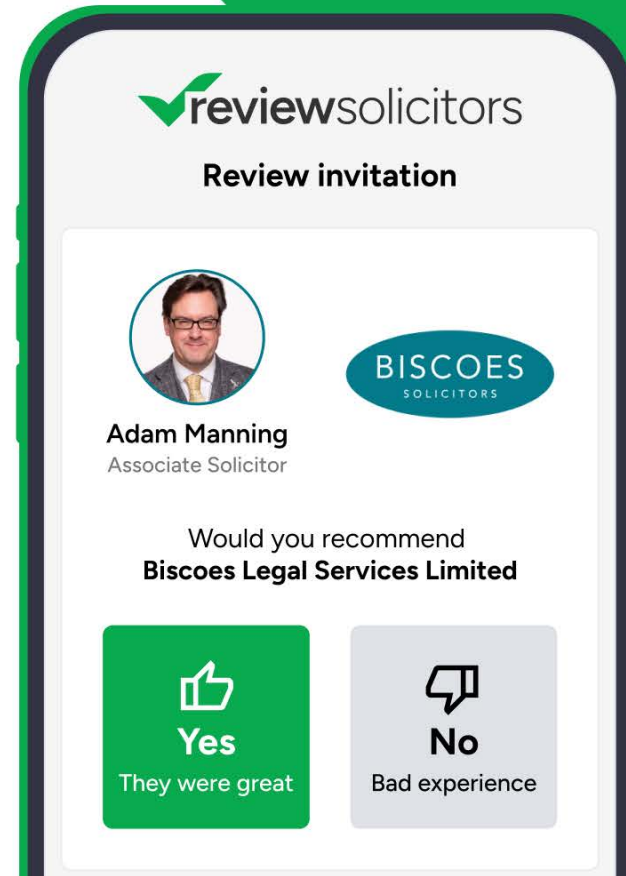 reviewsolicitors
Review invitation
BISCOES
SOLICITORS
Adam Manning
Associate Solicitor
Would you recommend
Biscoes Legal Services Limited
Yes
They were great
No
Bad experience